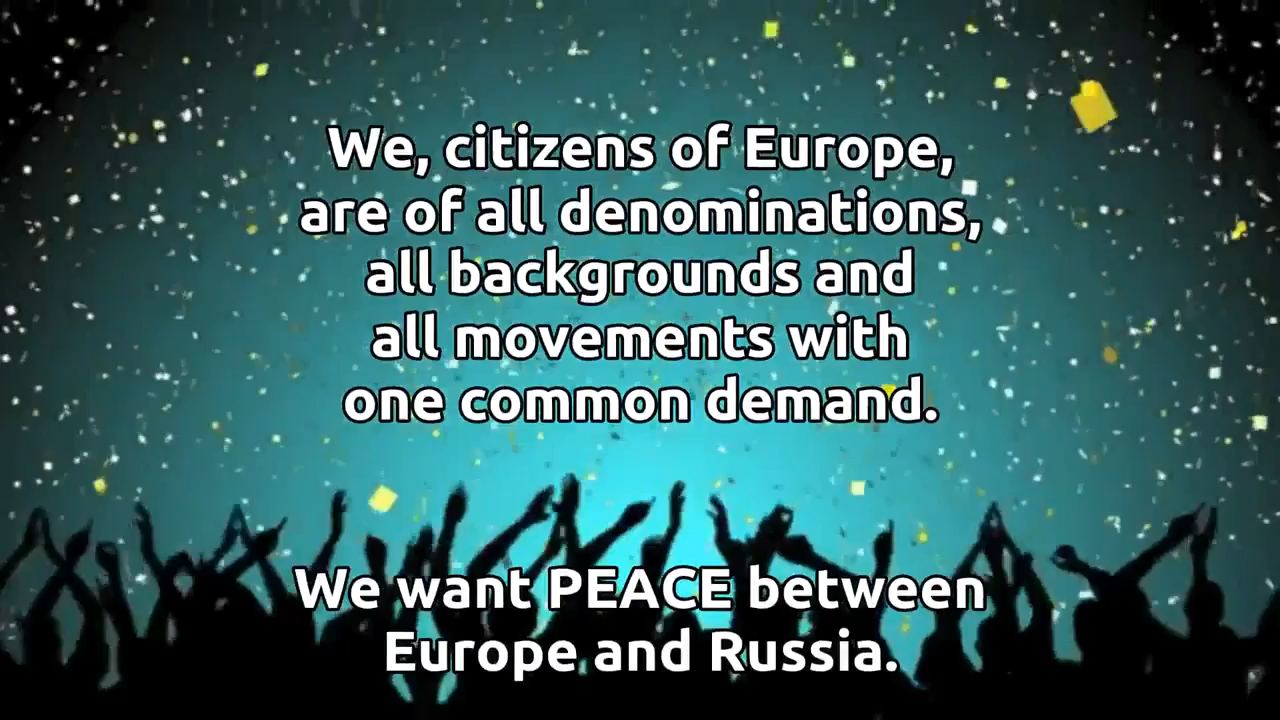 We, citizens of Europe,
are of all denominations,
all backgrounds and
all movements with
one common demand.
We want PEACE between
Europe and Russia.